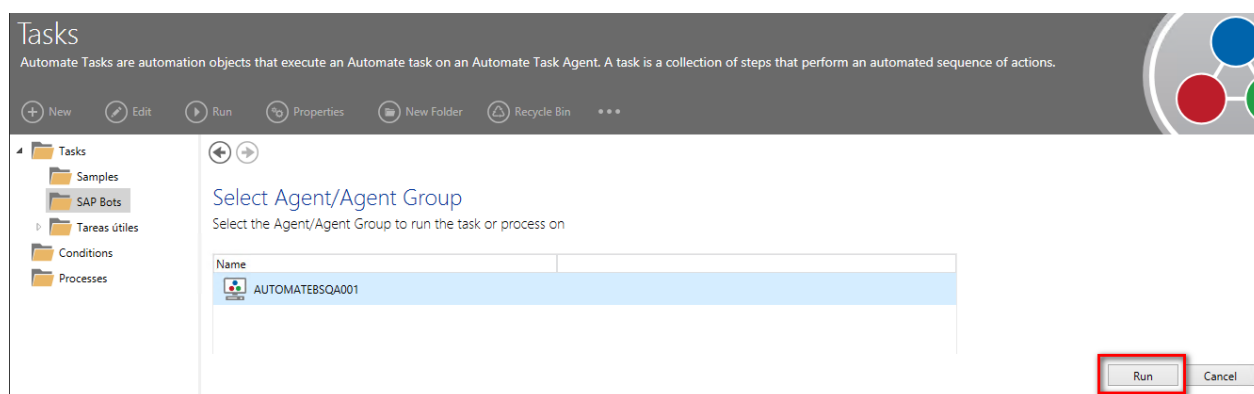 Tasks
Automate Tasks are automation objects that execute an Automate task on an Automate Task Agent. A task is a collection of steps that perform an automated sequence of actions.
New Edit Run Properties New Folder Recycle Bin
Tasks
Samples
SAP Bots
Tareas útiles
Conditions
Processes
Select Agent/Agent Group
Select the Agent/Agent Group to run the task or process on
Name
AUTOMATEBSQA001
Run Cancel